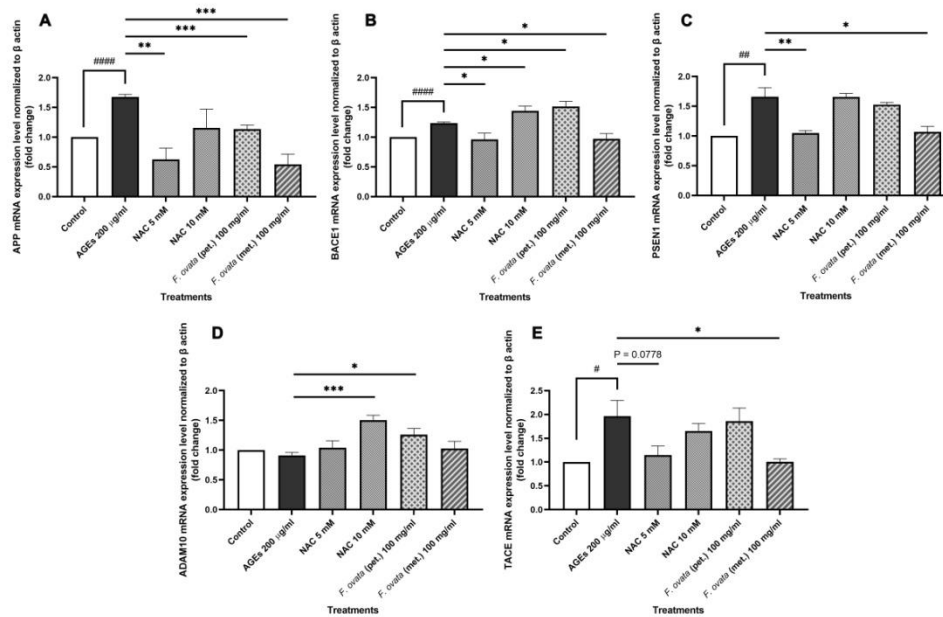 A
***
***
**
####
APP mRNA expression level normalized to β actin
(fold change)
2.0
1.5
1.0
0.5
0.0
Control
AGEs 200 μg/ml
NAC 5 mM
NAC 10 mM
F. ovata (pet.) 100 mg/ml
F. ovata (met.) 100 mg/ml
Treatments
B
*
*
*
*
####
BACE1 mRNA expression level normalized to β actin
(fold change)
2.0
1.5
1.0
0.5
0.0
Control
AGEs 200 μg/ml
NAC 5 mM
NAC 10 mM
F. ovata (pet.) 100 mg/ml
F. ovata (met.) 100 mg/ml
Treatments
C
*
**
##
PSEN1 mRNA expression level normalized to β actin
(fold change)
2.0
1.5
1.0
0.5
0.0
Control
AGEs 200 μg/ml
NAC 5 mM
NAC 10 mM
F. ovata (pet.) 100 mg/ml
F. ovata (met.) 100 mg/ml
Treatments
D
*
***
ADAM10 mRNA expression level normalized to β actin
(fold change)
2.0
1.5
1.0
0.5
0.0
Control
AGEs 200 μg/ml
NAC 5 mM
NAC 10 mM
F. ovata (pet.) 100 mg/ml
F. ovata (met.) 100 mg/ml
Treatments
E
*
P = 0.0778
#
TACE mRNA expression level normalized to β actin
(fold change)
2.5
2.0
1.5
1.0
0.5
0.0
Control
AGEs 200 μg/ml
NAC 5 mM
NAC 10 mM
F. ovata (pet.) 100 mg/ml
F. ovata (met.) 100 mg/ml
Treatments